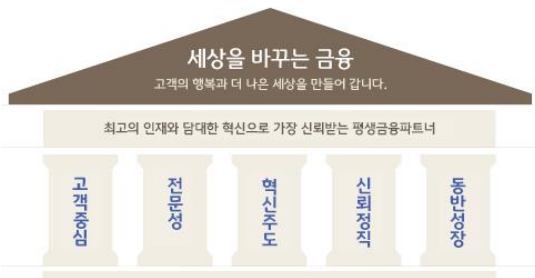 세상을 바꾸는 금융
고객의 행복과 더 나은 세상을 만들어 갑니다.
최고의 인재와 담대한 혁신으로 가장 신뢰받는 평생금융파트너
고객중심
전문성
혁신주도
신뢰정직
동반성장